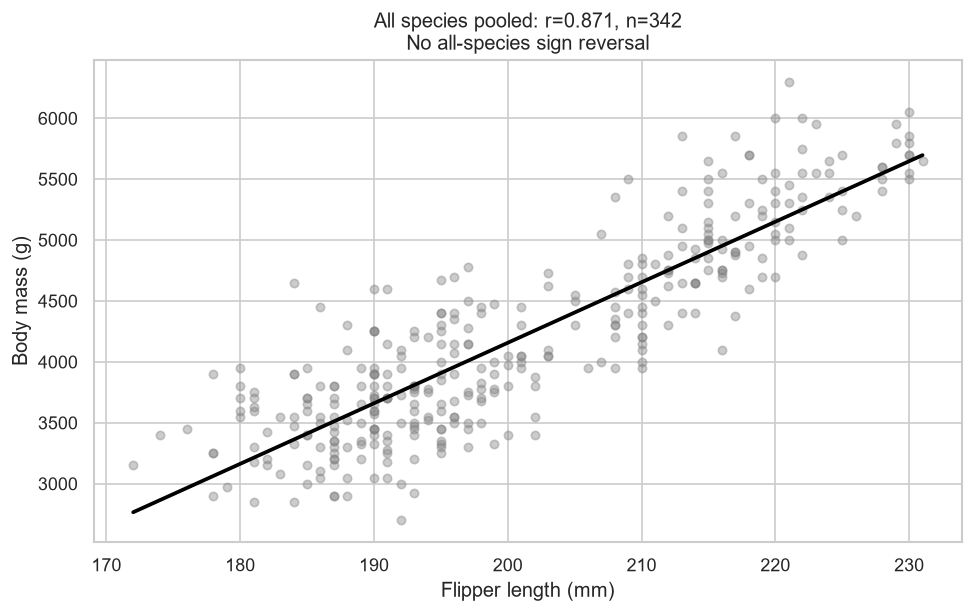 All species pooled: r=0.871, n=342
No all-species sign reversal
Body mass (g)
6000
5500
5000
4500
4000
3500
3000
170 180 190 200 210 220 230
Flipper length (mm)